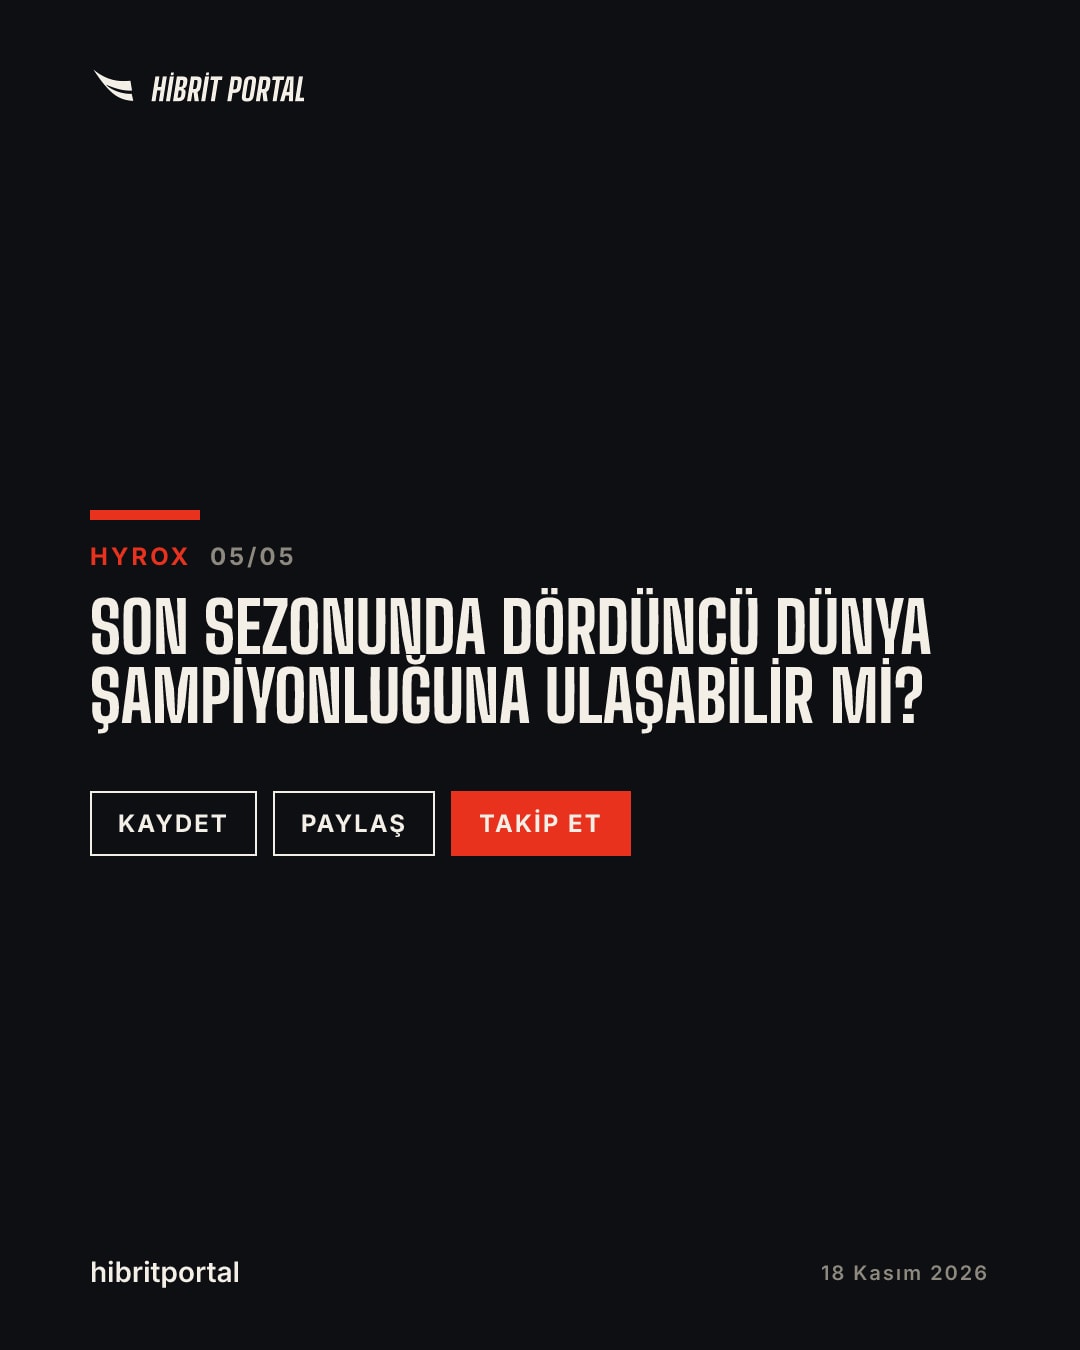 HİBRİT PORTAL
HYROX 05/05
SON SEZONUNDA DÖRDÜNCÜ DÜNYA
ŞAMPİYONLUĞUNA ULAŞABİLİR Mİ?
KAYDET PAYLAŞ TAKİP ET
hibritportal 18 Kasım 2026